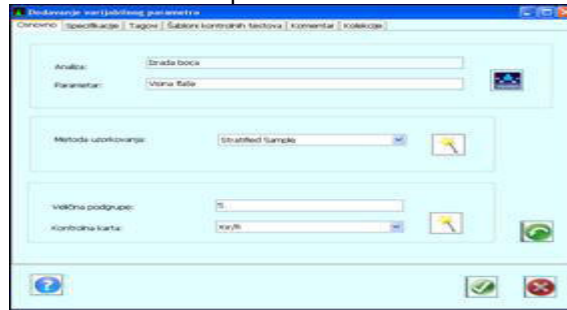 Dodavanje varijabilnog parametra
Osnovno Specifikacije Tagovi Šabloni kontrolnih testova Komentar Kolekcije
Analiza: Izrada boca
Parametar: Visina flaše
Metoda uzorkovanja: Stratified Sample
Veličina podgrupe: 5
Kontrolna karta: